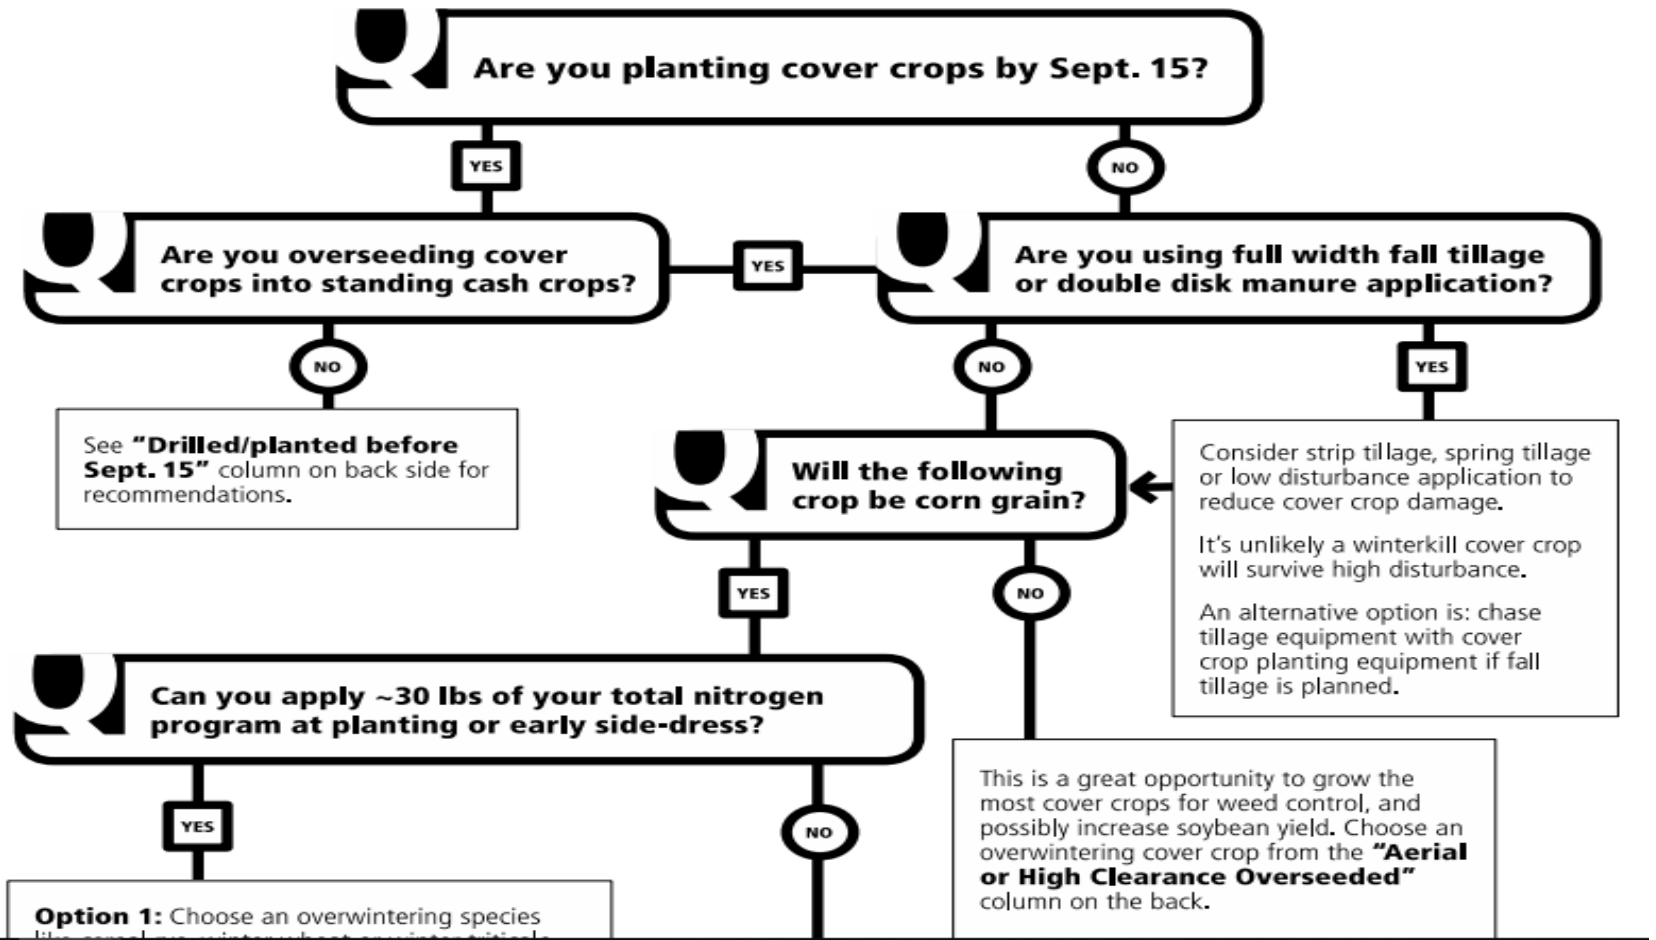 Q Are you planting cover crops by Sept. 15?
YES
NO
Q Are you overseeding cover
crops into standing cash crops?
YES
Q Are you using full width fall tillage
or double disk manure application?
NO
NO
YES
See “Drilled/planted before
Sept. 15” column on back side for
recommendations.
Q Will the following
crop be corn grain?
Consider strip tillage, spring tillage
or low disturbance application to
reduce cover crop damage.
It's unlikely a winterkill cover crop
will survive high disturbance.
An alternative option is: chase
tillage equipment with cover
crop planting equipment if fall
tillage is planned.
YES
NO
Q Can you apply ~30 lbs of your total nitrogen
program at planting or early side-dress?
YES
NO
This is a great opportunity to grow the
most cover crops for weed control, and
possibly increase soybean yield. Choose an
overwintering cover crop from the “Aerial
or High Clearance Overseeded”
column on the back.
Option 1: Choose an overwintering species